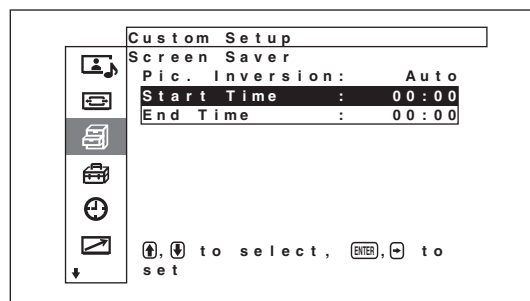 Custom Setup
Screen Saver
Pic. Inversion: Auto
Start Time : 00:00
End Time : 00:00
, to select, ENTER, to
set